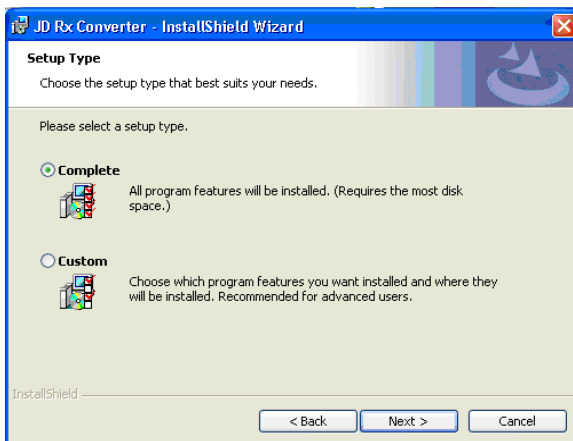 JD Rx Converter - InstallShield Wizard
Setup Type
Choose the setup type that best suits your needs.
Please select a setup type.
Complete
All program features will be installed. (Requires the most disk
space.)
Custom
Choose which program features you want installed and where they
will be installed. Recommended for advanced users.
InstallShield
< Back
Next >
Cancel